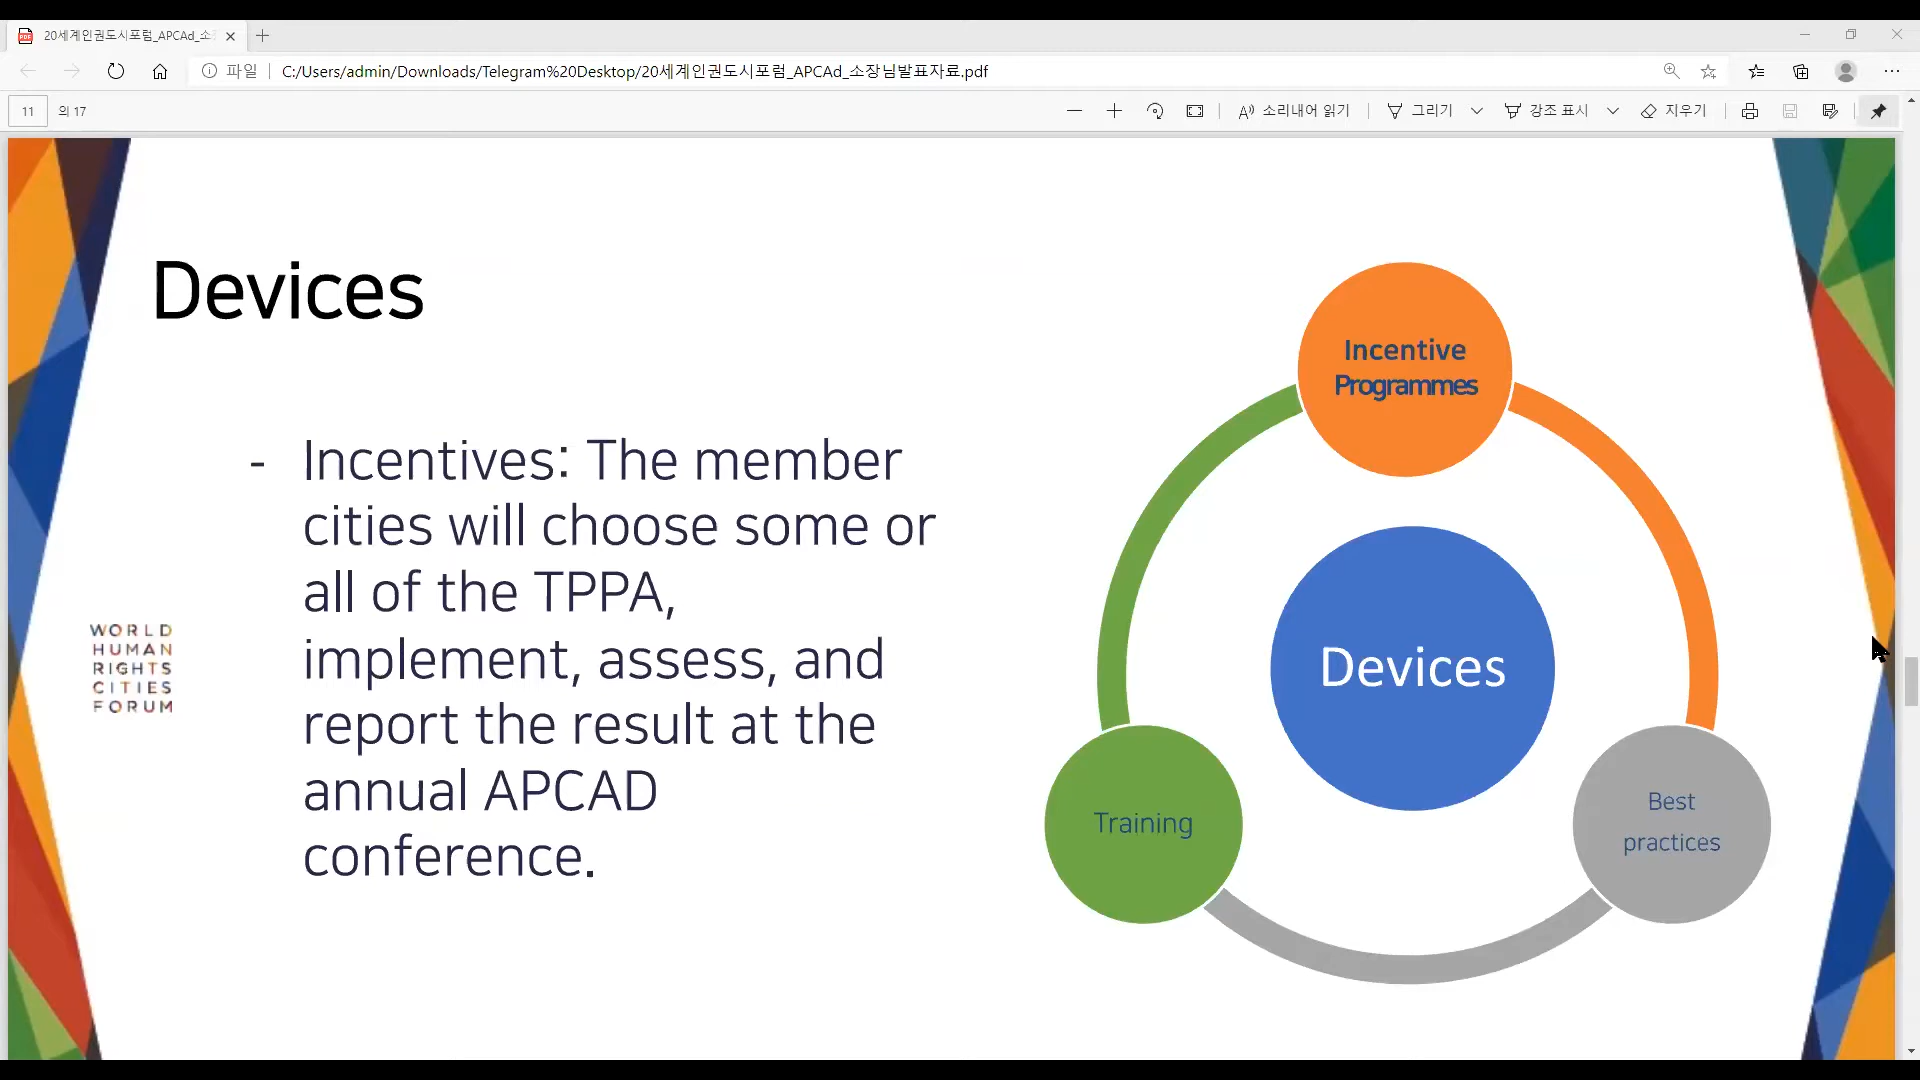 20세계인권도시포럼_APCAd_소
파일
C:/Users/admin/Downloads/Telegram%20Desktop/20세계인권도시포럼_APCAd_소장님발표자료.pdf
11 의 17
소리내어 읽기
그리기
강조 표시
지우기
Devices
- Incentives: The member
cities will choose some or
all of the TPPA,
implement, assess, and
report the result at the
annual APCAD
conference.
WORLD
HUMAN
RIGHTS
CITIES
FORUM
Incentive
Programmes
Devices
Training
Best
practices